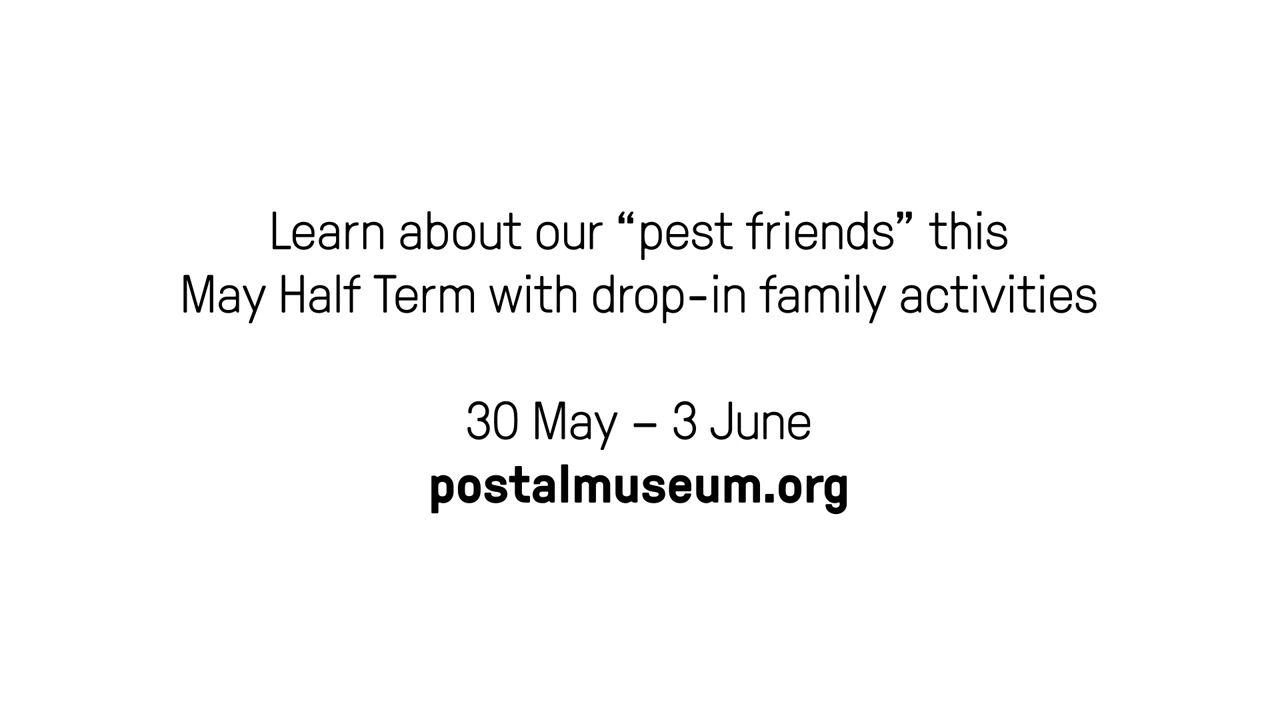 Learn about our “pest friends” this
May Half Term with drop-in family activities
30 May – 3 June
postalmuseum.org